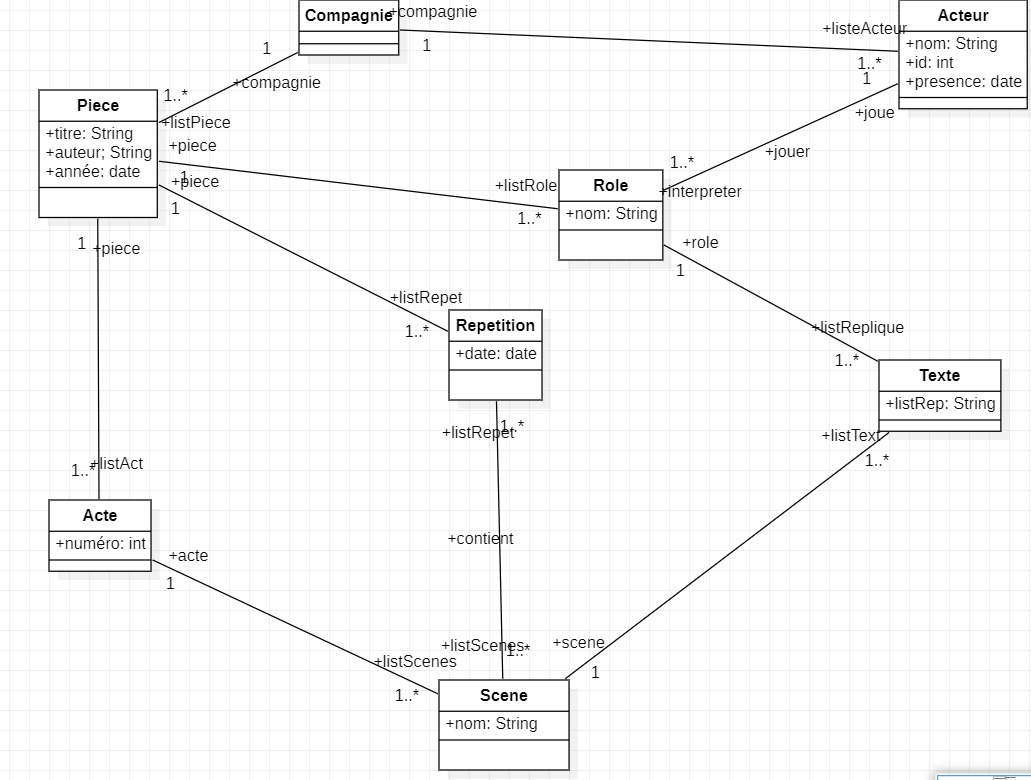 Compagnie
+compagnie
1
1
+compagnie
Acteur
+nom: String
+id: int
+presence: date
+listeActeur
1..*
1
+joue
+jouer
1..*
+interpreter
Piece
+titre: String
+auteur; String
+année: date
1..*
+listPiece
+piece
1
+piece
1
1
+piece
+listRole
1..*
Role
+nom: String
+role
1
+listReplique
1..*
+listRepet
1..*
Repetition
+date: date
1..*
+listRepet
Texte
+listRep: String
+listText
1..*
+listAct
1..*
Acte
+numéro: int
+acte
1
+contient
+listScenes
1..*
+listScenes
1..*
+scene
1
Scene
+nom: String